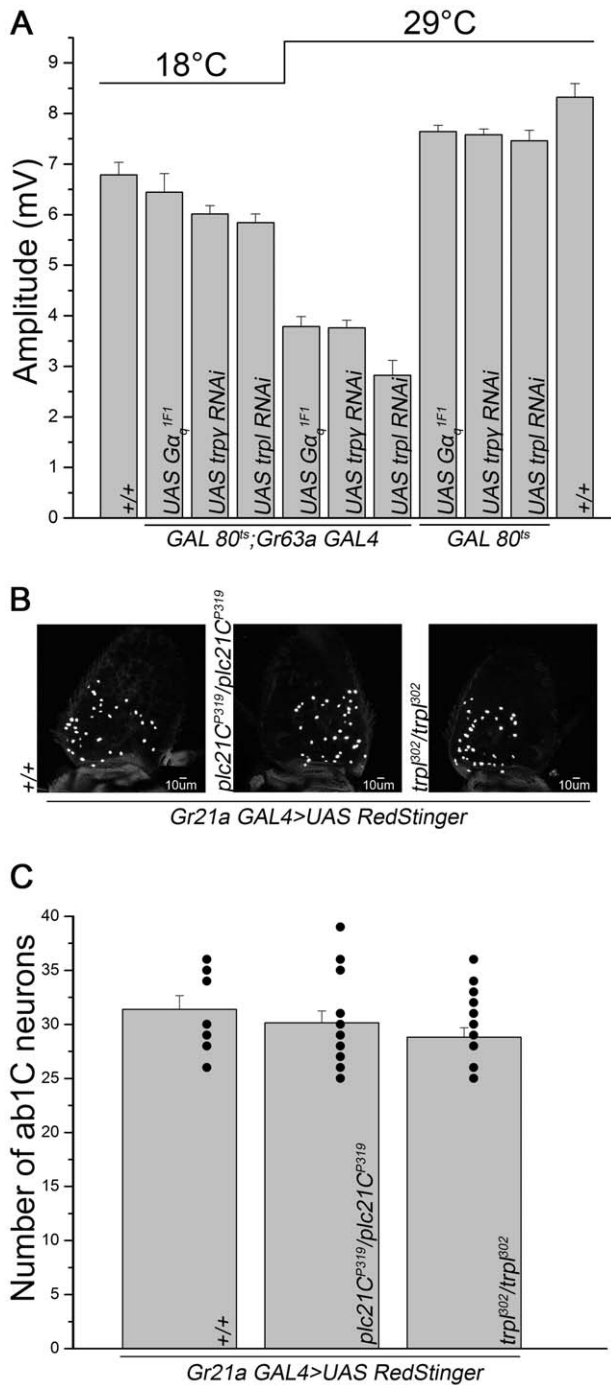 A
18°C
29°C
Amplitude (mV)
9
8
7
6
5
4
3
2
1
0
+/+
UAS Gαq1F1
UAS trpγ RNAi
UAS trpl RNAi
UAS Gαq1F1
UAS trpγ RNAi
UAS trpl RNAi
UAS Gαq1F1
UAS trpγ RNAi
UAS trpl RNAi
+/+
GAL 80ts;Gr63a GAL4
GAL 80ts
B
+/+
10um
plc21CP319/plc21CP319
10um
trpl302/trpl302
10um
Gr21a GAL4>UAS RedStinger
C
Number of ab1C neurons
40
35
30
25
20
15
10
5
0
+/+
plc21CP319/plc21CP319
trpl302/trpl302
Gr21a GAL4>UAS RedStinger